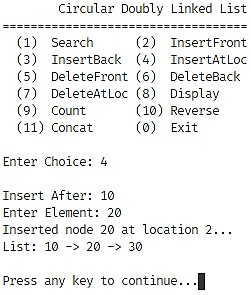 Circular Doubly Linked List
===================================
(1) Search (2) InsertFront
(3) InsertBack (4) InsertAtLoc
(5) DeleteFront (6) DeleteBack
(7) DeleteAtLoc (8) Display
(9) Count (10) Reverse
(11) Concat (0) Exit
Enter Choice: 4
Insert After: 10
Enter Element: 20
Inserted node 20 at location 2...
List: 10 -> 20 -> 30
Press any key to continue...